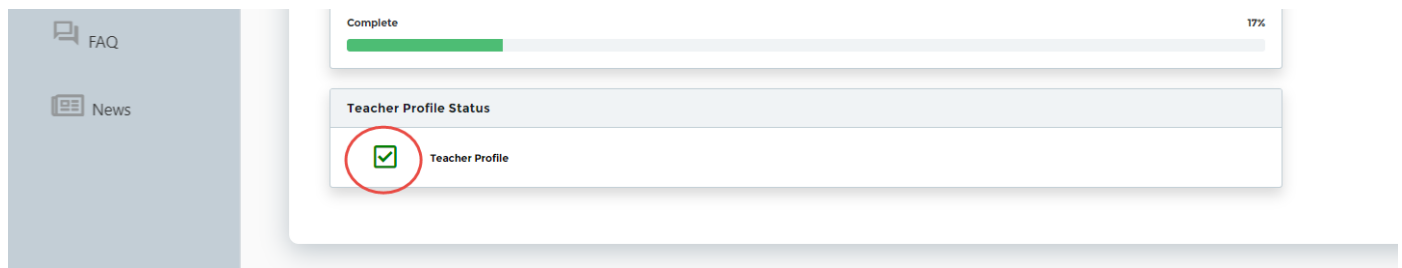 FAQ
News
Complete 17%
Teacher Profile Status
Teacher Profile